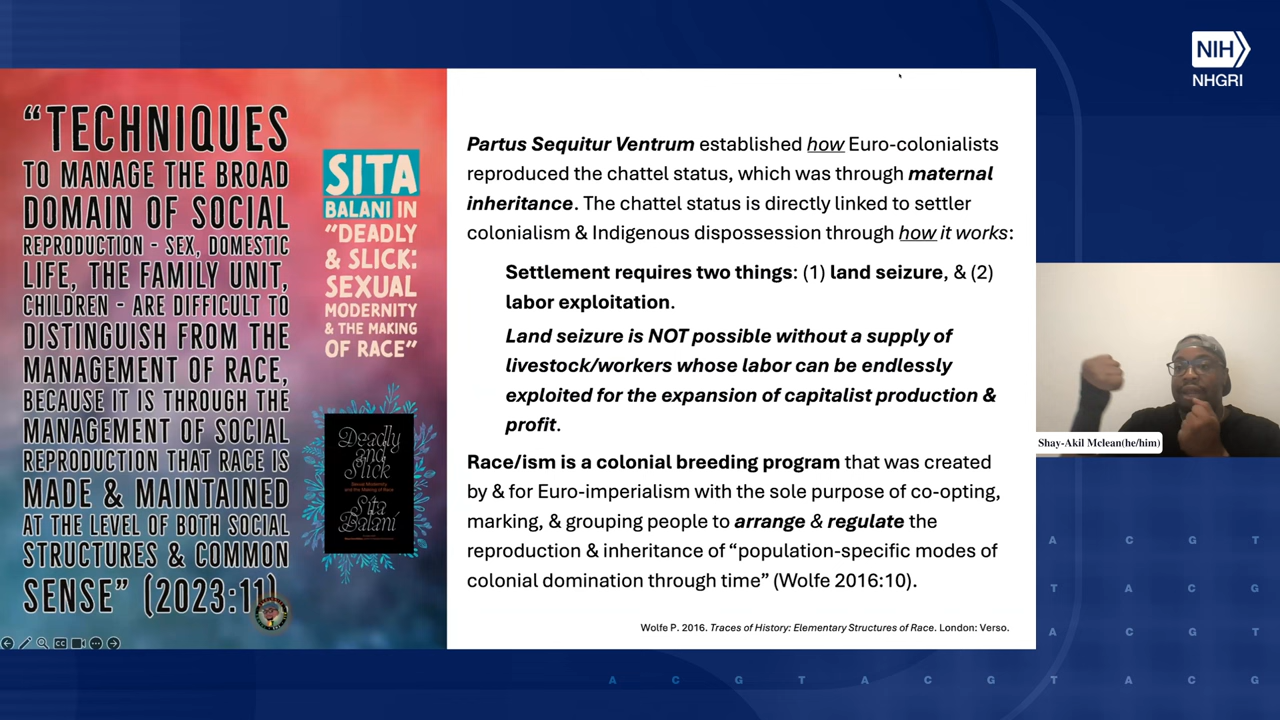 NIH
NHGRI
“TECHNIQUES
TO MANAGE THE BROAD
DOMAIN OF SOCIAL
REPRODUCTION - SEX, DOMESTIC
LIFE, THE FAMILY UNIT,
CHILDREN - ARE DIFFICULT TO
DISTINGUISH FROM THE
MANAGEMENT OF RACE,
BECAUSE IT IS THROUGH THE
MANAGEMENT OF SOCIAL
REPRODUCTION THAT RACE IS
MADE & MAINTAINED
AT THE LEVEL OF BOTH SOCIAL
STRUCTURES & COMMON
SENSE” (2023:11)
SITA
BALANI IN
“DEADLY
& SLICK:
SEXUAL
MODERNITY
& THE MAKING
OF RACE”
Deadly
and
Slick
Sexual Modernity
and the Making of Race
Sita
Balani
Partus Sequitur Ventrum established how Euro-colonialists
reproduced the chattel status, which was through maternal
inheritance. The chattel status is directly linked to settler
colonialism & Indigenous dispossession through how it works:
Settlement requires two things: (1) land seizure, & (2)
labor exploitation.
Land seizure is NOT possible without a supply of
livestock/workers whose labor can be endlessly
exploited for the expansion of capitalist production &
profit.
Race/ism is a colonial breeding program that was created
by & for Euro-imperialism with the sole purpose of co-opting,
marking, & grouping people to arrange & regulate the
reproduction & inheritance of “population-specific modes of
colonial domination through time” (Wolfe 2016:10).
Wolfe P. 2016. Traces of History: Elementary Structures of Race. London: Verso.
Shay-Akil Mclean(he/him)
A C G T
T A C G
A C G T
A C G T A C G T A C G